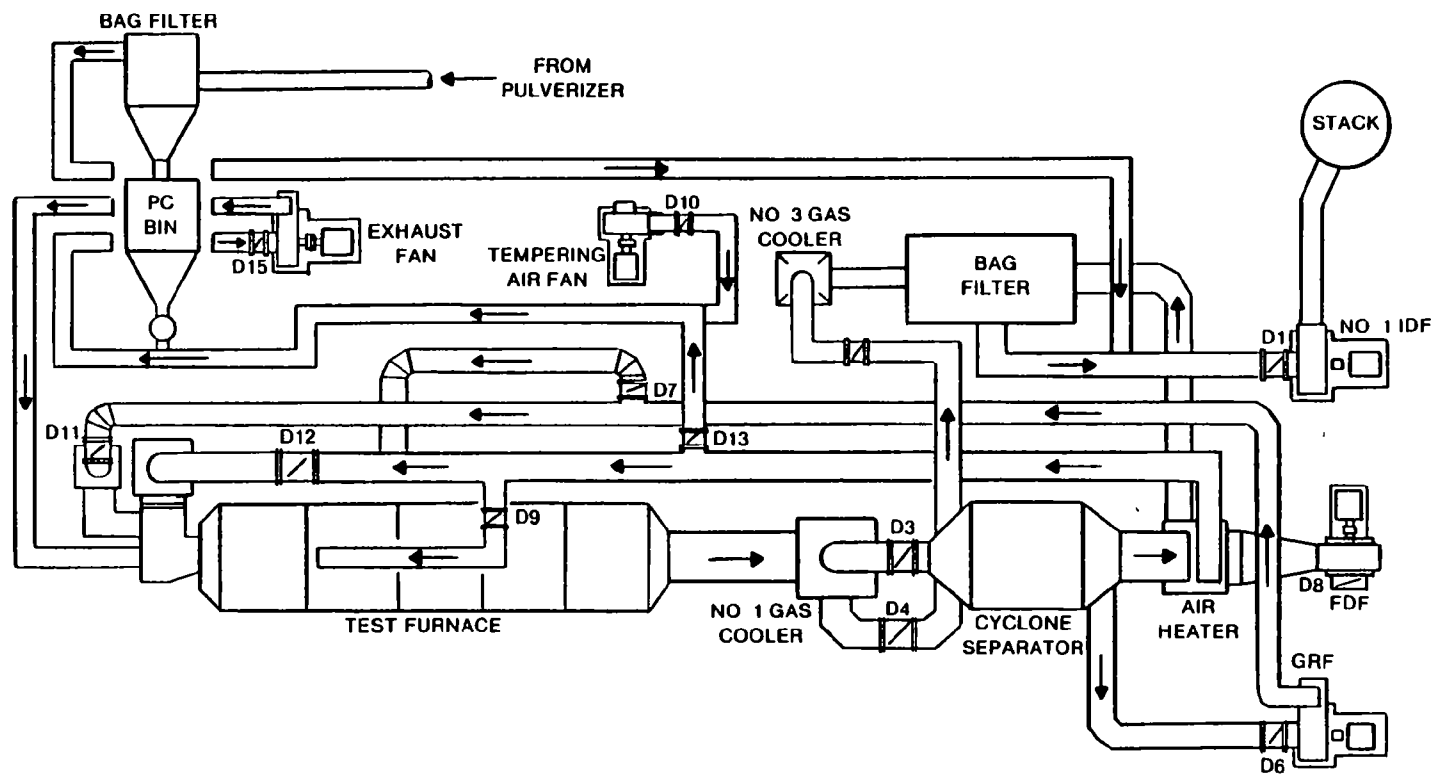 BAG FILTER
FROM
PULVERIZER
STACK
PC
BIN
EXHAUST
FAN
D15
D10
TEMPERING
AIR FAN
NO 3 GAS
COOLER
BAG
FILTER
D1
NO 1 IDF
D7
D11
D12
D13
D9
D3
D4
D8
FDF
TEST FURNACE
NO 1 GAS
COOLER
CYCLONE
SEPARATOR
AIR
HEATER
GRF
D6